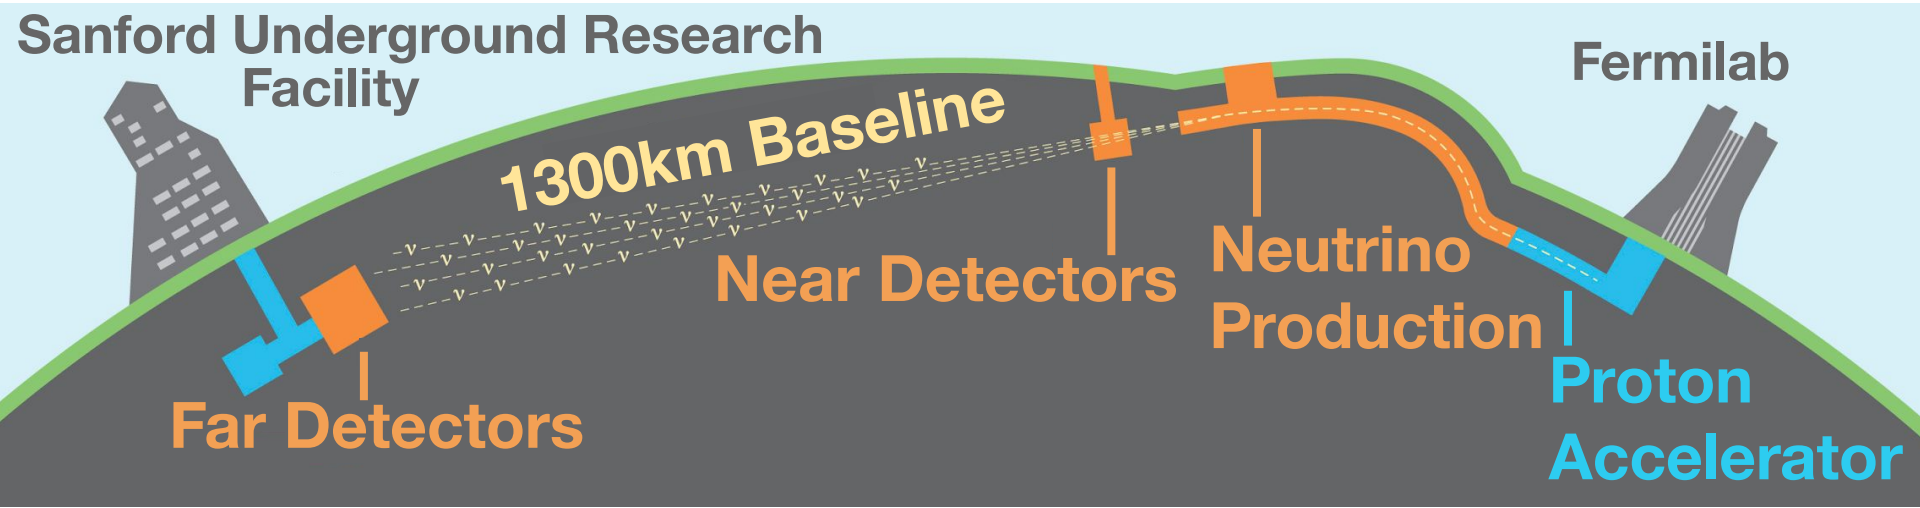 Sanford Underground Research
Facility
Fermilab
1300km Baseline
Near Detectors
Neutrino
Production
Proton
Accelerator
Far Detectors